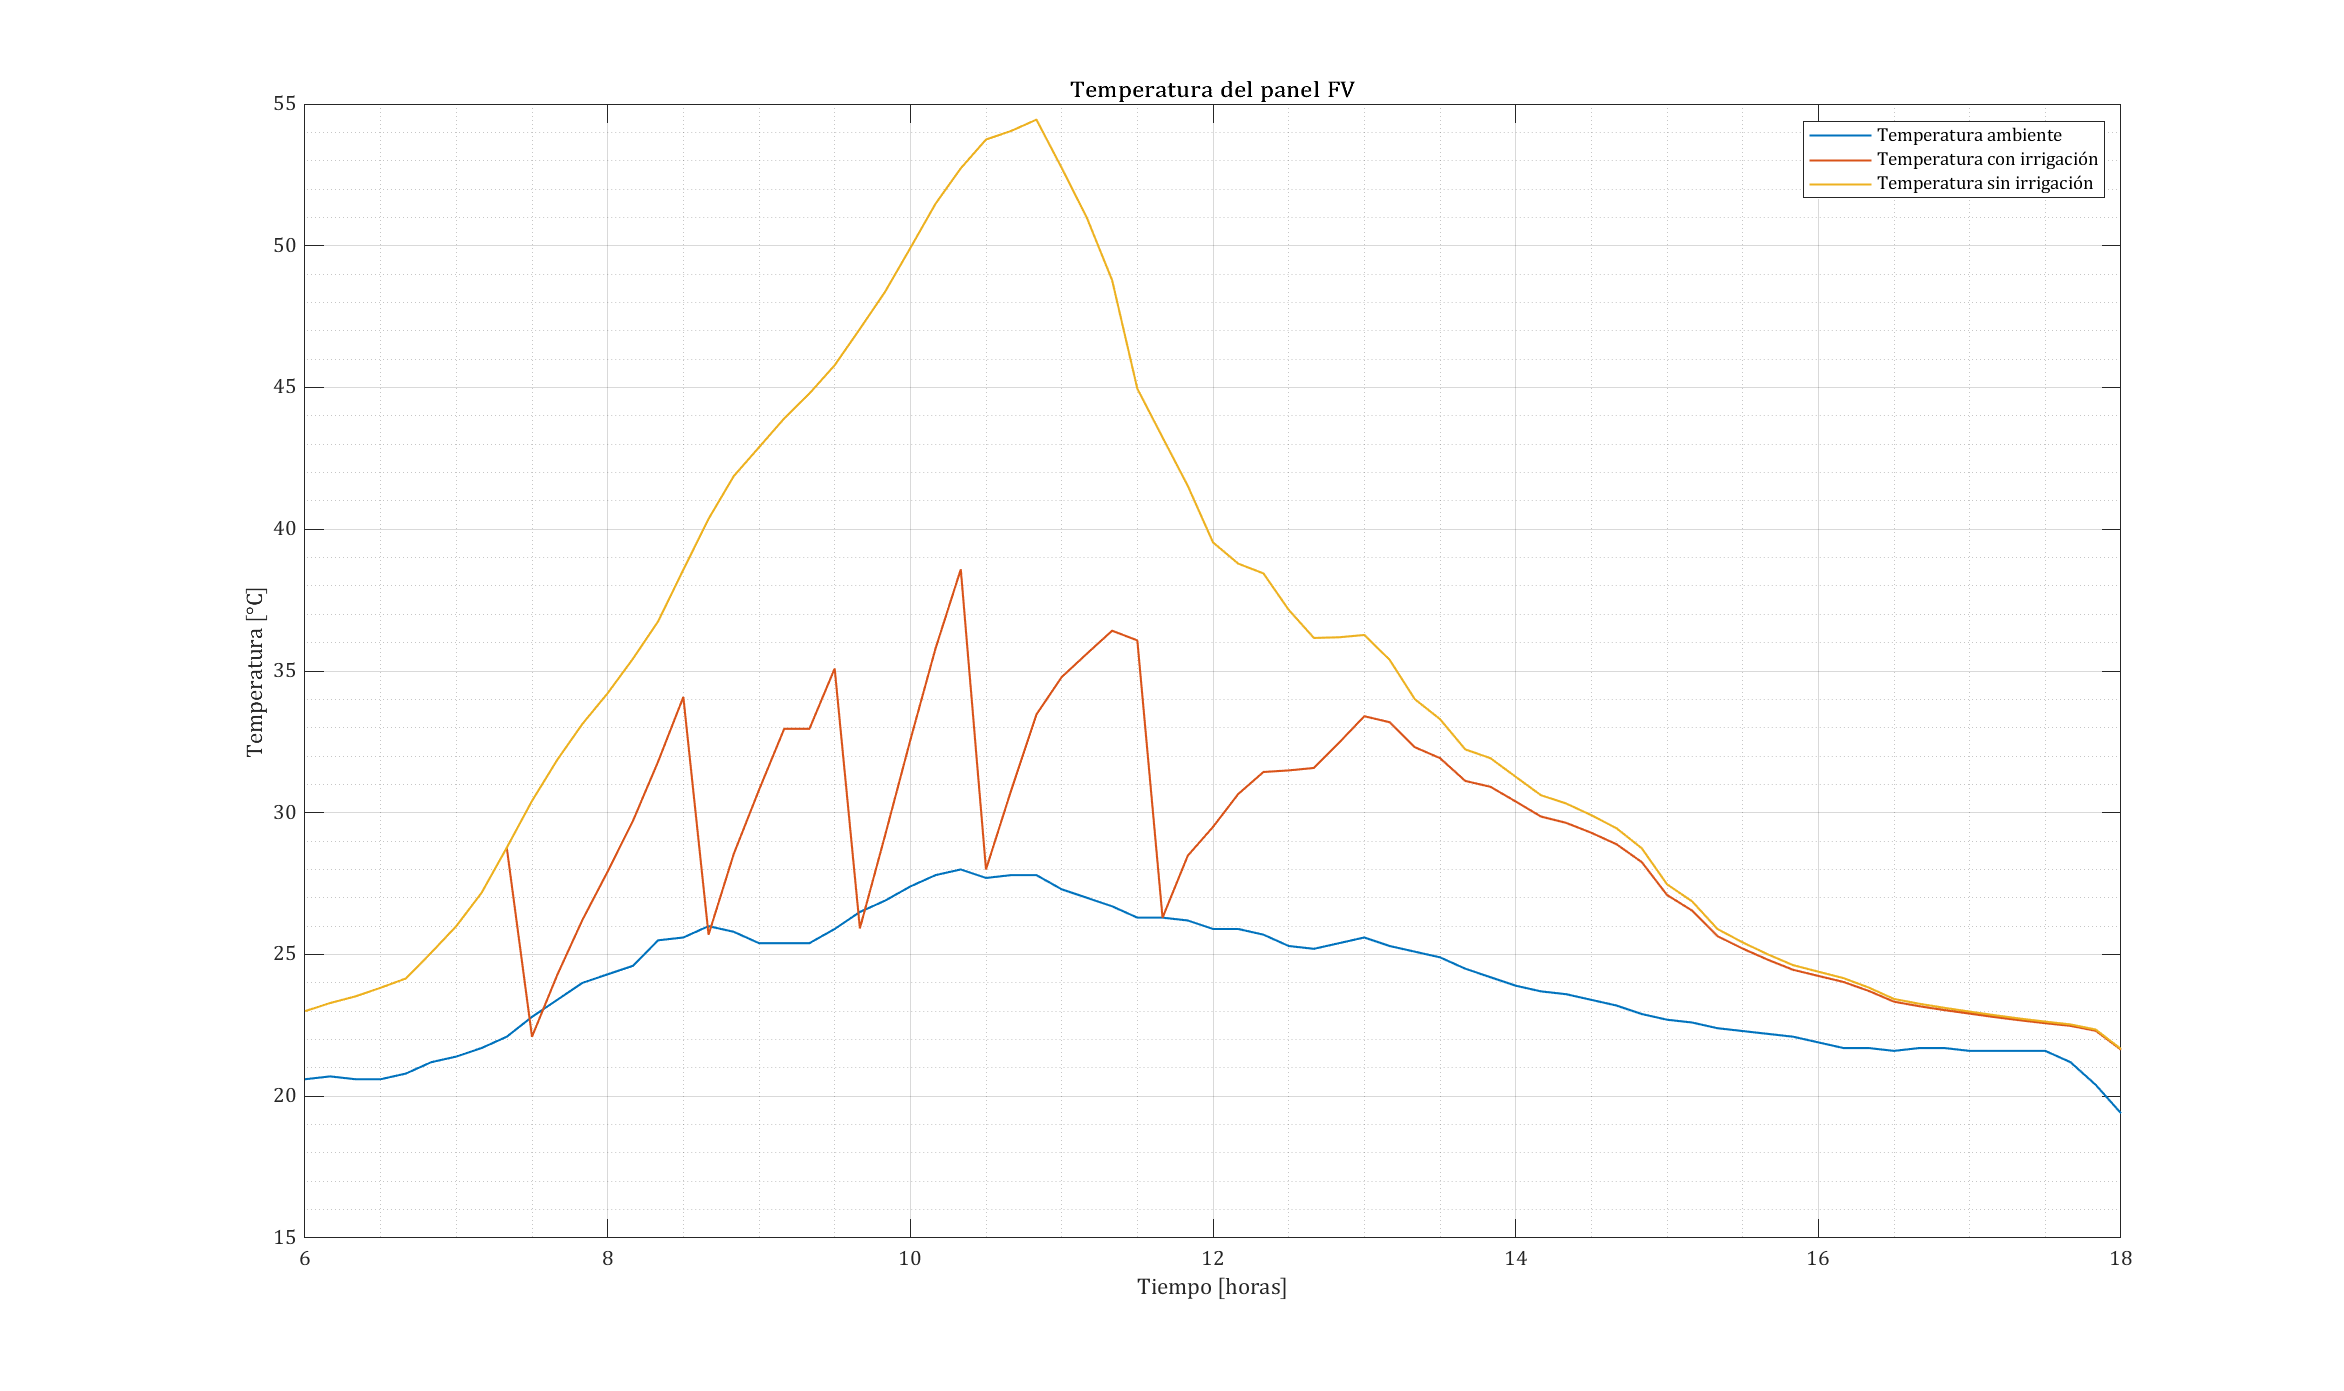 Temperatura del panel FV
Temperatura ambiente
Temperatura con irrigación
Temperatura sin irrigación
55
50
45
40
35
30
25
20
15
Temperatura [°C]
6 8 10 12 14 16 18
Tiempo [horas]